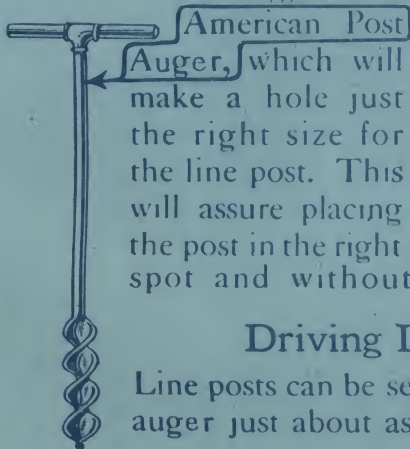 American Post
Auger, which will
make a hole just
the right size for
the line post. This
will assure placing
the post in the right
spot and without
Driving
Line posts can be
auger just about as